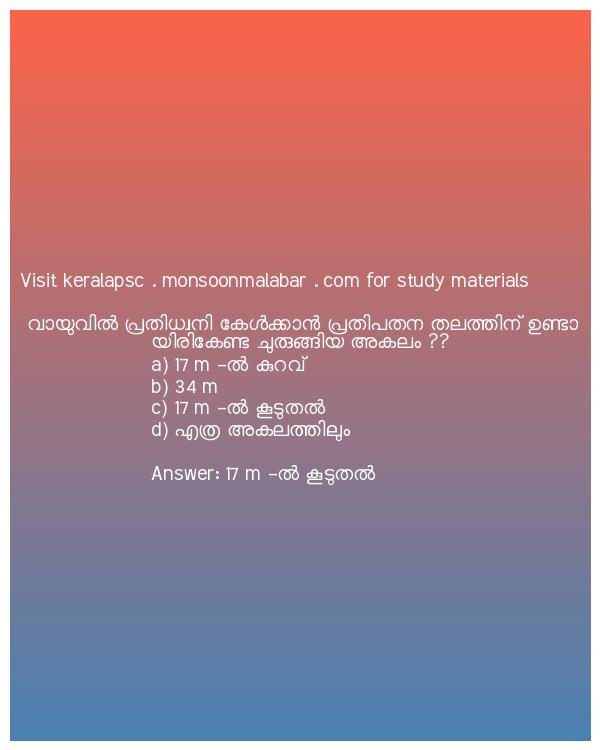 Visit keralapsc . monsoonmalabar . com for study materials
വായുവിൽ പ്രതിധ്വനി കേൾക്കാൻ പ്രതിപതന തലത്തിന് ഉണ്ടാ
യിരികേണ്ട ചുരുങ്ങിയ അകലം ??
a) 17 m -ൽ കുറവ്
b) 34 m
c) 17 m -ൽ കൂടുതൽ
d) എത്ര അകലത്തിലും
Answer: 17 m -ൽ കൂടുതൽ